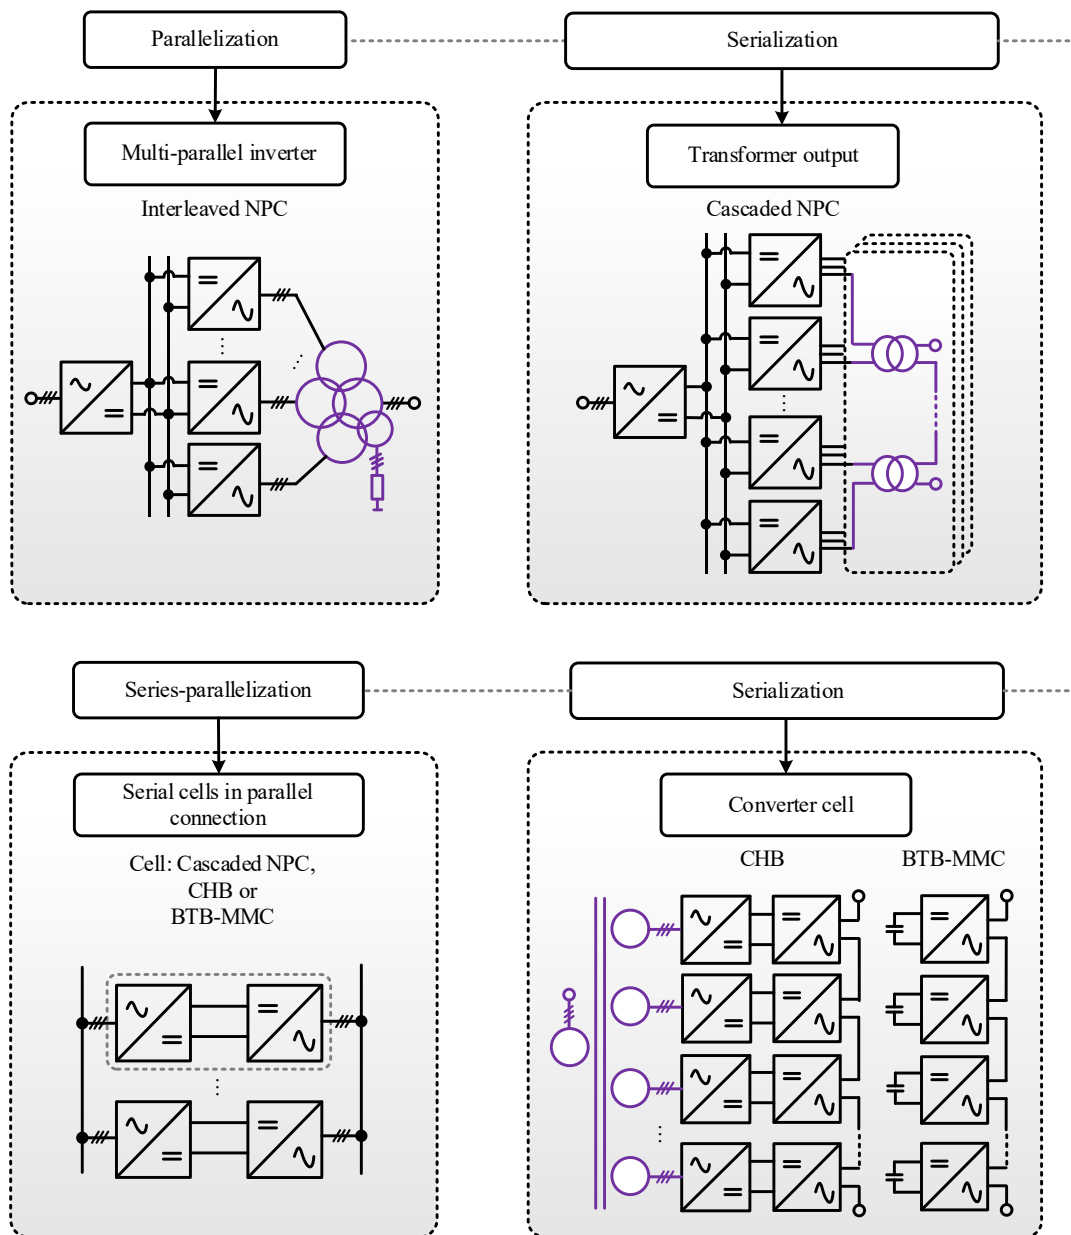 Parallelization
Serialization
Multi-parallel inverter
Transformer output
Interleaved NPC
Cascaded NPC
Series-parallelization
Serialization
Serial cells in parallel
connection
Converter cell
Cell: Cascaded NPC,
CHB or
BTB-MMC
CHB
BTB-MMC